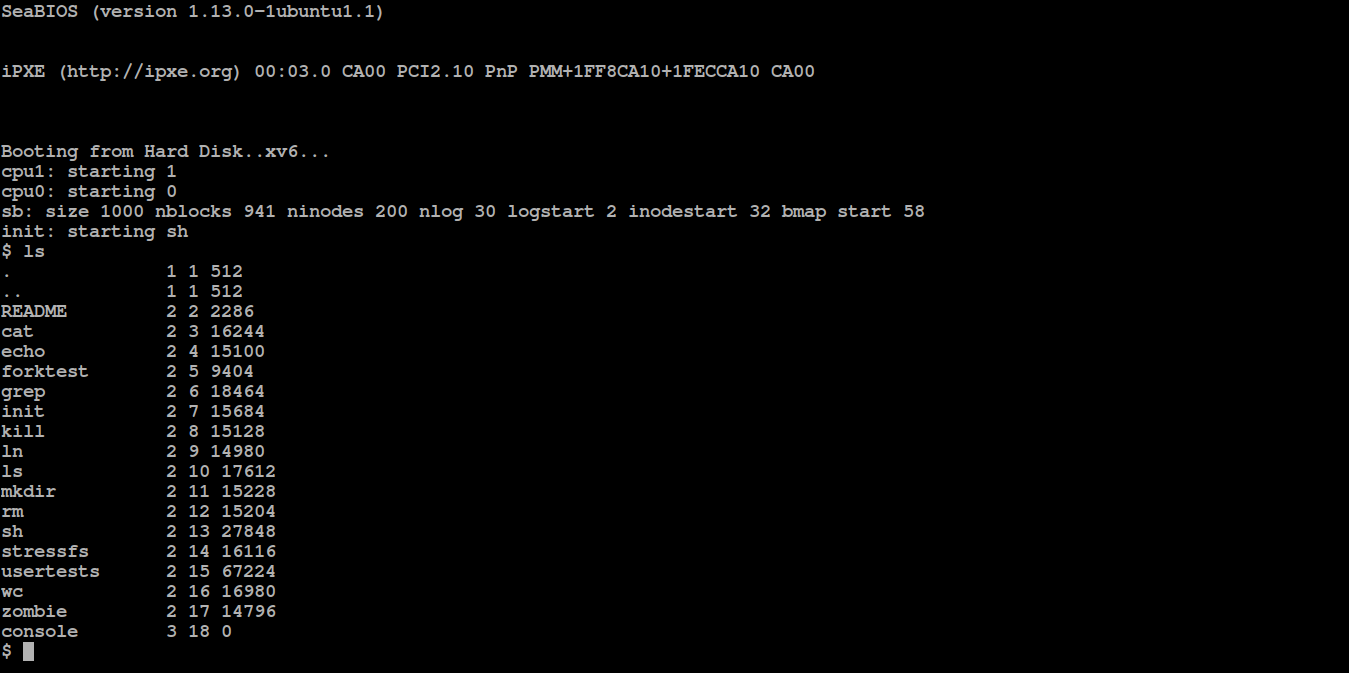 SeaBIOS (version 1.13.0-1ubuntu1.1)
iPXE (http://ipxe.org) 00:03.0 CA00 PCI2.10 PnP PMM+1FF8CA10+1FECCA10 CA00
Booting from Hard Disk..xv6...
cpu1: starting 1
cpu0: starting 0
sb: size 1000 nblocks 941 ninodes 200 nlog 30 logstart 2 inodestart 32 bmap start 58
init: starting sh
$ ls
.              1 1 512
..             1 1 512
README         2 2 2286
cat            2 3 16244
echo           2 4 15100
forktest       2 5 9404
grep           2 6 18464
init           2 7 15684
kill           2 8 15128
ln             2 9 14980
ls             2 10 17612
mkdir          2 11 15228
rm             2 12 15204
sh             2 13 27848
stressfs       2 14 16116
usertests      2 15 67224
wc             2 16 16980
zombie         2 17 14796
console        3 18 0
$